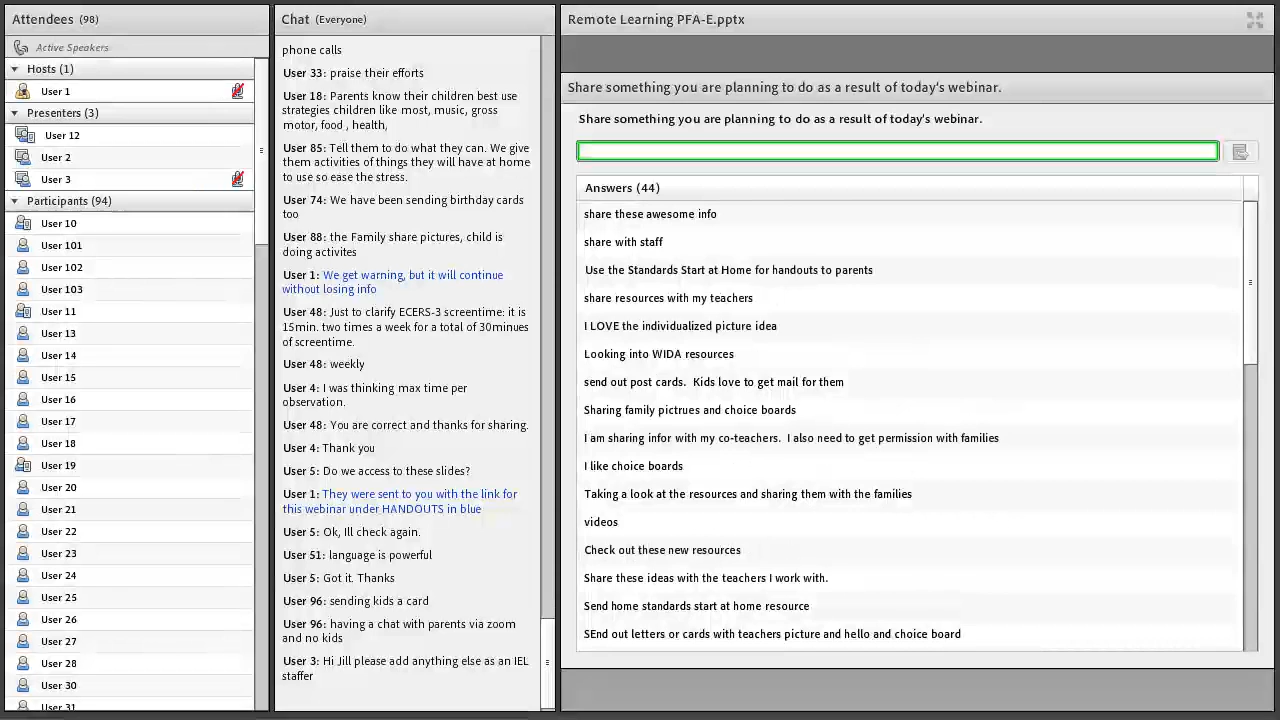 Attendees (98)
Active Speakers
Hosts (1)
User 1
Presenters (3)
User 12
User 2
User 3
Participants (94)
User 10
User 101
User 102
User 103
User 11
User 13
User 14
User 15
User 16
User 17
User 18
User 19
User 20
User 21
User 22
User 23
User 24
User 25
User 26
User 27
User 28
User 30
User 31
Chat (Everyone)
phone calls
User 33: praise their efforts
User 18: Parents know their children best use
strategies children like most, music, gross
motor, food , health,
User 85: Tell them to do what they can. We give
them activities of things they will have at home
to use so ease the stress.
User 74: We have been sending birthday cards
too
User 88: the Family share pictures, child is
doing activites
User 1: We get warning, but it will continue
without losing info
User 48: Just to clarify ECERS-3 screentime: it is
15min. two times a week for a total of 30minues
of screentime.
User 48: weekly
User 4: I was thinking max time per
observation.
User 48: You are correct and thanks for sharing.
User 4: Thank you
User 5: Do we access to these slides?
User 1: They were sent to you with the link for
this webinar under HANDOUTS in blue
User 5: Ok, Ill check again.
User 51: language is powerful
User 5: Got it. Thanks
User 96: sending kids a card
User 96: having a chat with parents via zoom
and no kids
User 3: Hi Jill please add anything else as an IEL
staffer
Remote Learning PFA-E.pptx
Share something you are planning to do as a result of today's webinar.
Share something you are planning to do as a result of today's webinar.
Answers (44)
share these awesome info
share with staff
Use the Standards Start at Home for handouts to parents
share resources with my teachers
I LOVE the individualized picture idea
Looking into WIDA resources
send out post cards.  Kids love to get mail for them
Sharing family pictrues and choice boards
I am sharing infor with my co-teachers.  I also need to get permission with families
I like choice boards
Taking a look at the resources and sharing them with the families
videos
Check out these new resources
Share these ideas with the teachers I work with.
Send home standards start at home resource
SEnd out letters or cards with teachers picture and hello and choice board